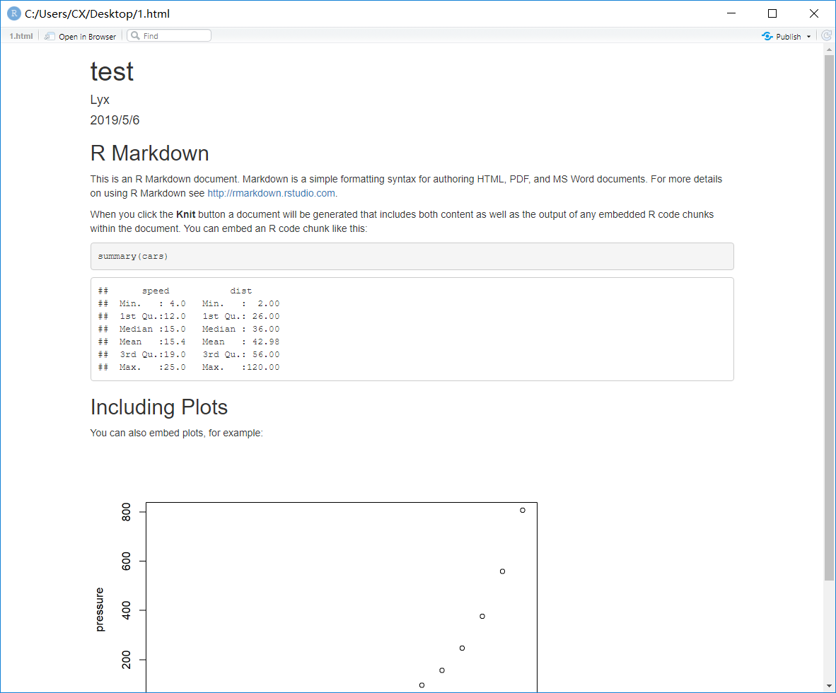 R C:/Users/CX/Desktop/1.html
1.html Open in Browser Find Publish
test
Lyx
2019/5/6
R Markdown
This is an R Markdown document. Markdown is a simple formatting syntax for authoring HTML, PDF, and MS Word documents. For more details
on using R Markdown see http://rmarkdown.rstudio.com.
When you click the Knit button a document will be generated that includes both content as well as the output of any embedded R code chunks
within the document. You can embed an R code chunk like this:
summary(cars)
##      speed           dist
##  Min.   : 4.0   Min.   :  2.00
##  1st Qu.:12.0   1st Qu.: 26.00
##  Median :15.0   Median : 36.00
##  Mean   :15.4   Mean   : 42.98
##  3rd Qu.:19.0   3rd Qu.: 56.00
##  Max.   :25.0   Max.   :120.00
Including Plots
You can also embed plots, for example:
800
600
400
200
pressure